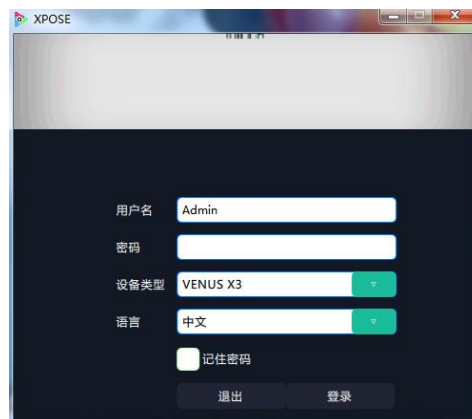 XPOSE
用户名 Admin
密码
设备类型 VENUS X3
语言 中文
记住密码
退出 登录